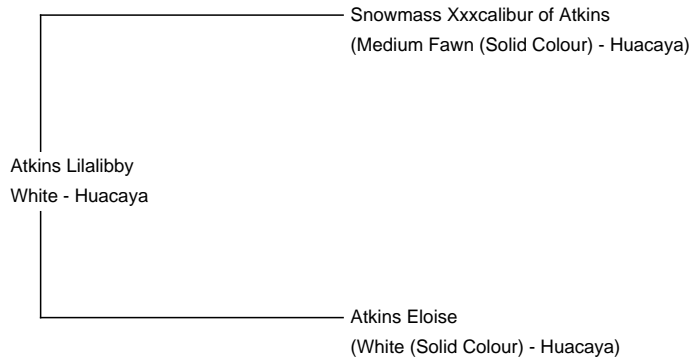 Snowmass Xxxcalibur of Atkins
(Medium Fawn (Solid Colour) - Huacaya)
Atkins Lilalibby
White - Huacaya
Atkins Eloise
(White (Solid Colour) - Huacaya)